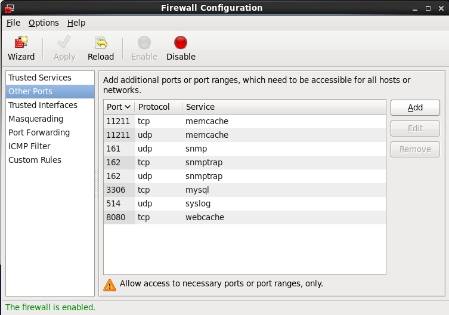 Firewall Configuration
File Options Help
Wizard Apply Reload Enable Disable
Trusted Services
Other Ports
Trusted Interfaces
Masquerading
Port Forwarding
ICMP Filter
Custom Rules
Add additional ports or port ranges, which need to be accessible for all hosts or
networks.
Port Protocol Service
11211 tcp memcache
11211 udp memcache
161 udp snmp
162 tcp snmptrap
162 udp snmptrap
3306 tcp mysql
514 udp syslog
8080 tcp webcache
Add
Edit
Remove
Allow access to necessary ports or port ranges, only.
The firewall is enabled.